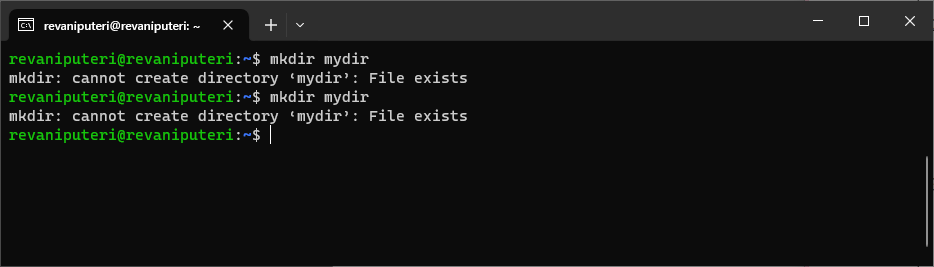 revaniputeri@revaniputeri: ~
revaniputeri@revaniputeri:~$ mkdir mydir
mkdir: cannot create directory ‘mydir’: File exists
revaniputeri@revaniputeri:~$ mkdir mydir
mkdir: cannot create directory ‘mydir’: File exists
revaniputeri@revaniputeri:~$